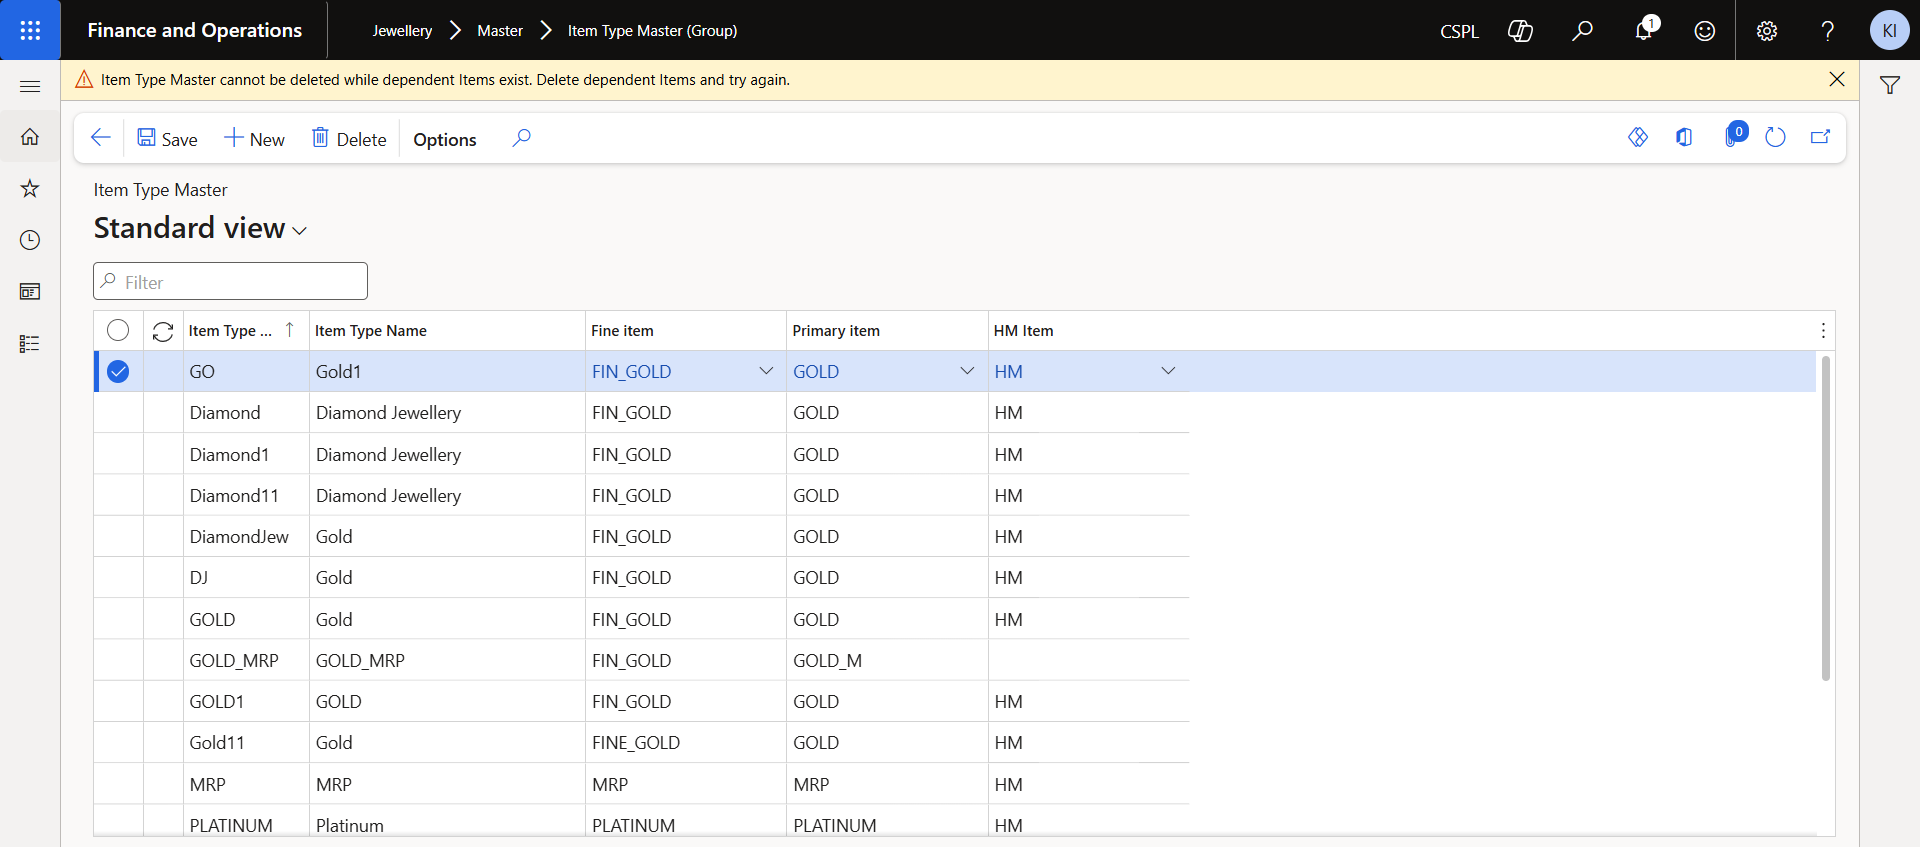 Finance and Operations
Jewellery > Master > Item Type Master (Group)
CSPL
1
?
KI
Item Type Master cannot be deleted while dependent Items exist. Delete dependent Items and try again.
Save
New
Delete
Options
0
Item Type Master
Standard view
Filter
Item Type ... ↑ Item Type Name Fine item Primary item HM Item
GO Gold1 FIN_GOLD GOLD HM
Diamond Diamond Jewellery FIN_GOLD GOLD HM
Diamond1 Diamond Jewellery FIN_GOLD GOLD HM
Diamond11 Diamond Jewellery FIN_GOLD GOLD HM
DiamondJew Gold FIN_GOLD GOLD HM
DJ Gold FIN_GOLD GOLD HM
GOLD Gold FIN_GOLD GOLD HM
GOLD_MRP GOLD_MRP FIN_GOLD GOLD_M
GOLD1 GOLD FIN_GOLD GOLD HM
Gold11 Gold FINE_GOLD GOLD HM
MRP MRP MRP MRP HM
PLATINUM Platinum PLATINUM PLATINUM HM